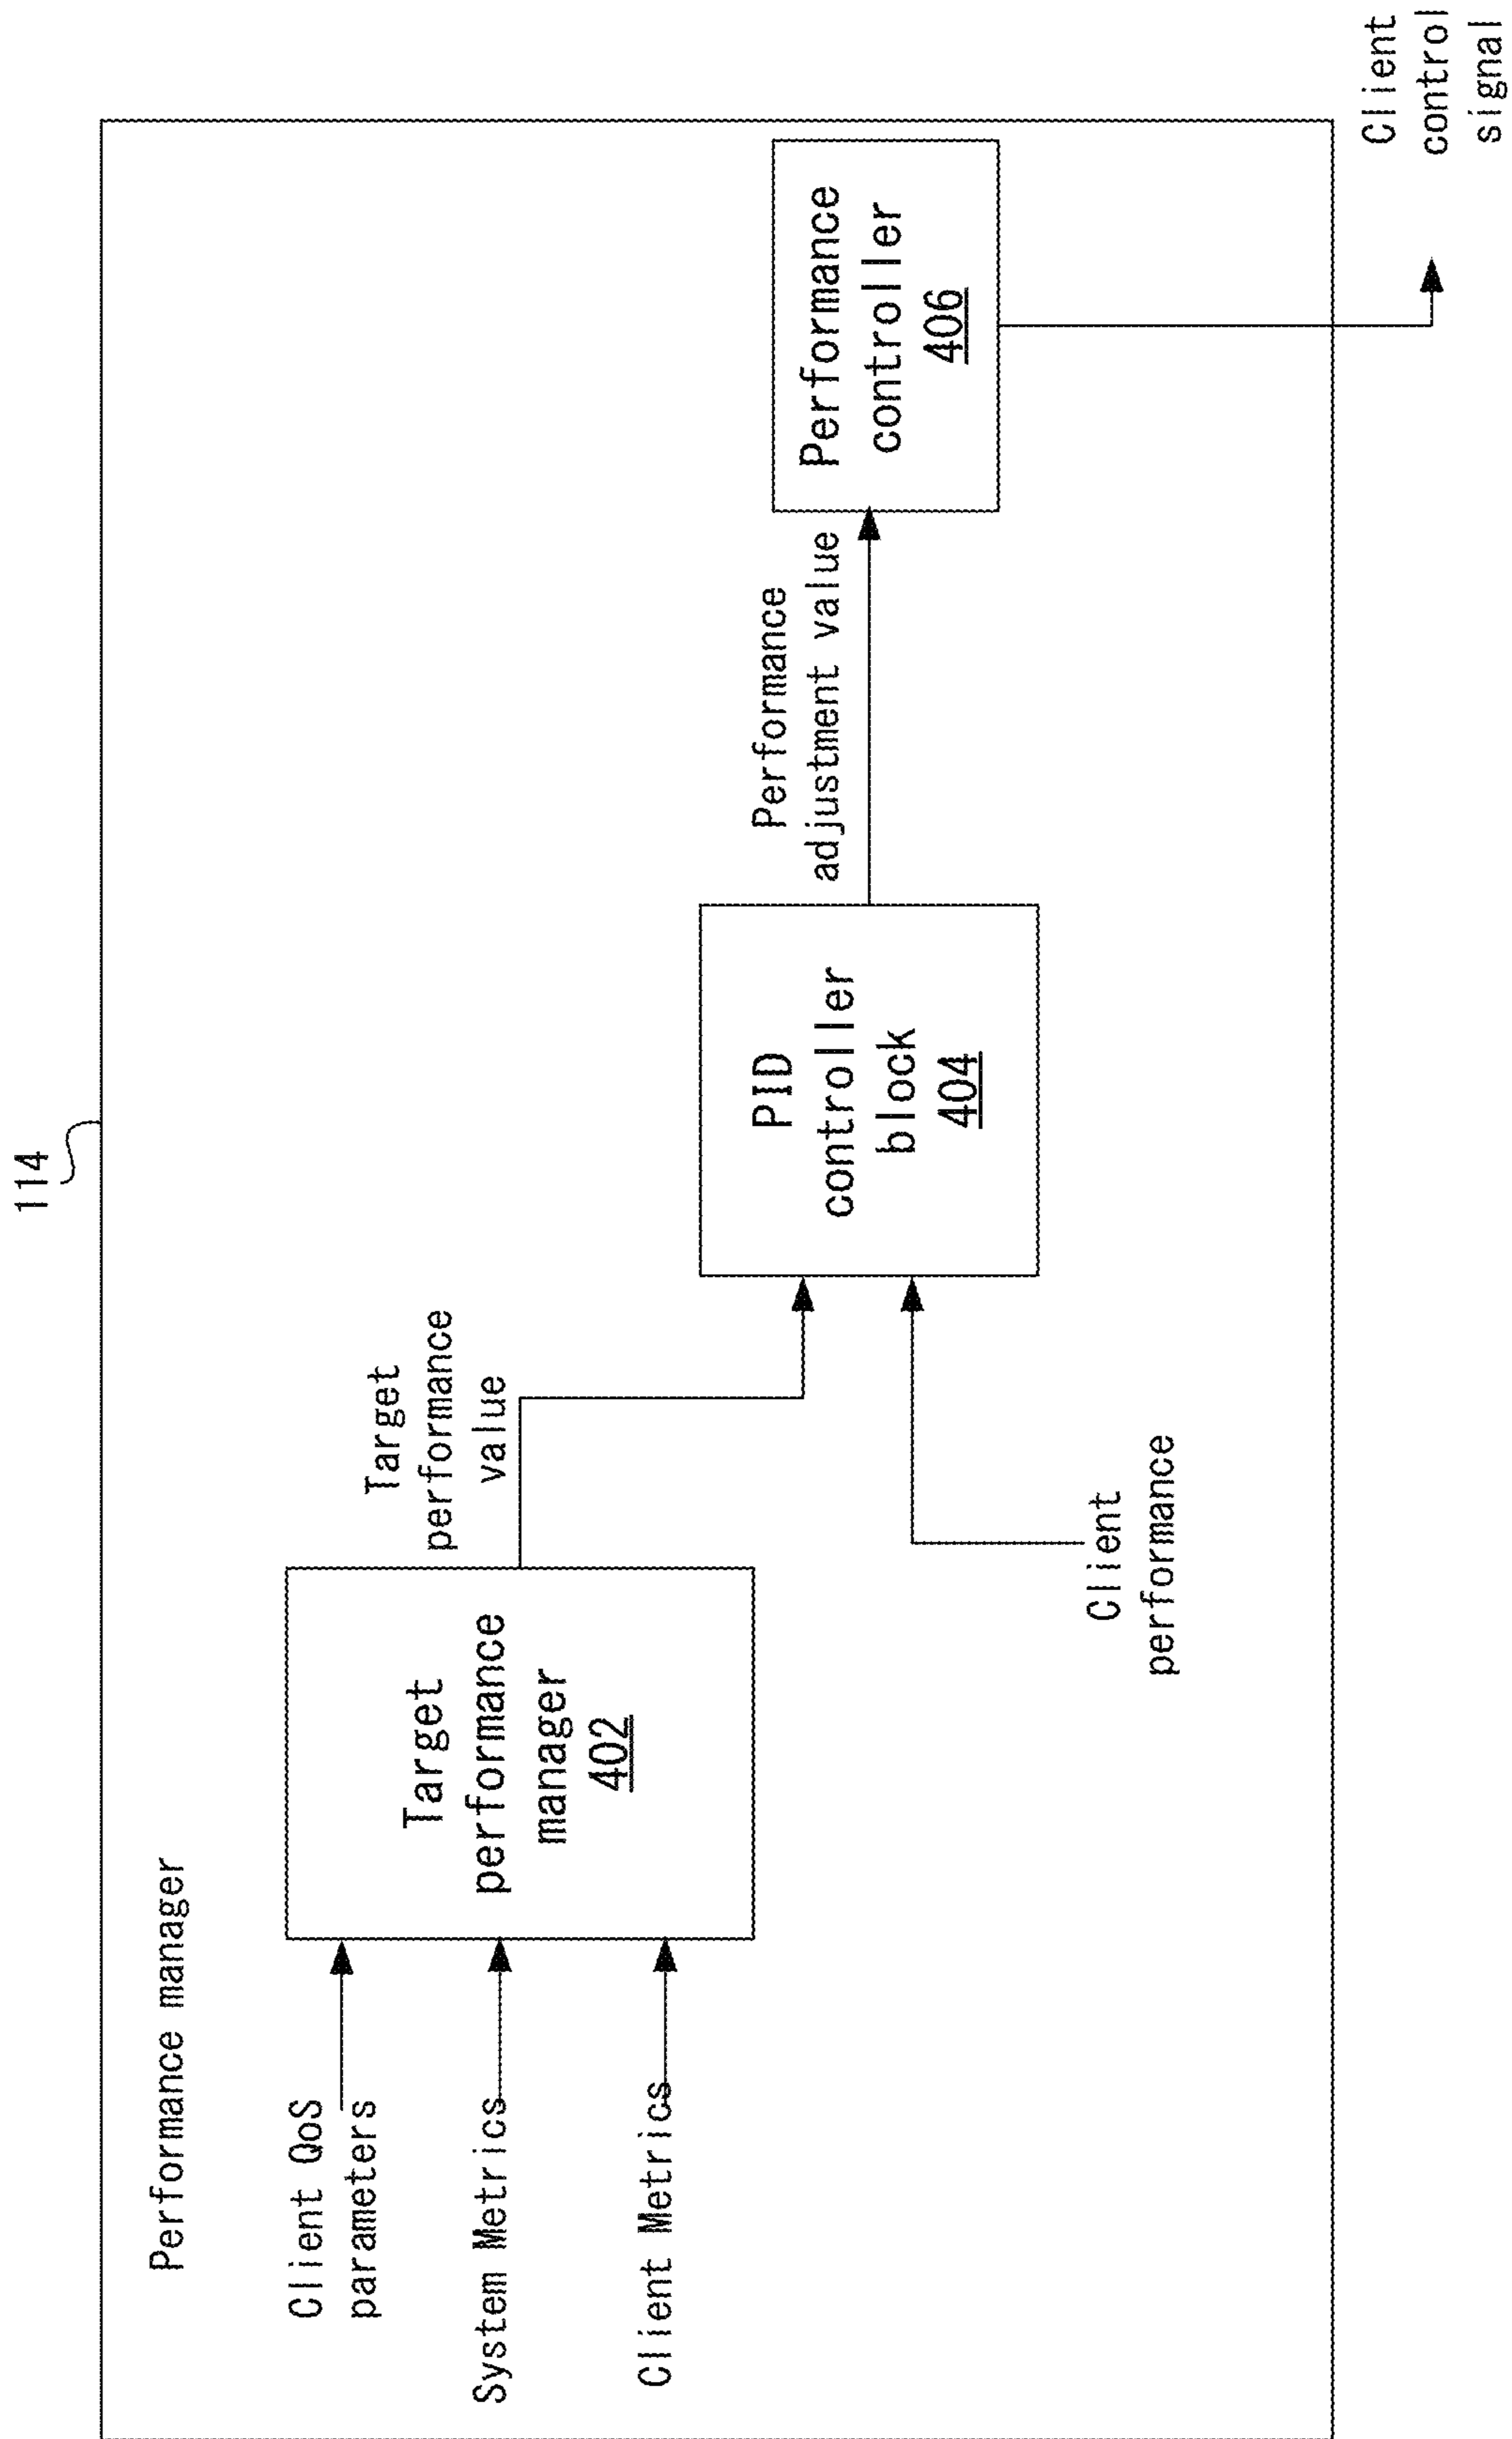 114
Performance manager
Client QoS
parameters
System Metrics
Client Metrics
Target
performance
manager
402
Target
performance
value
Client
performance
PID
controller
block
404
Performance
adjustment value
Performance
controller
406
Client
control
signal